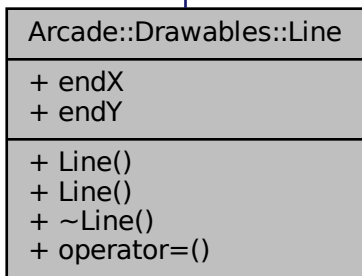 Arcade::Drawables::Line
+ endX
+ endY
+ Line()
+ Line()
+ ~Line()
+ operator=()